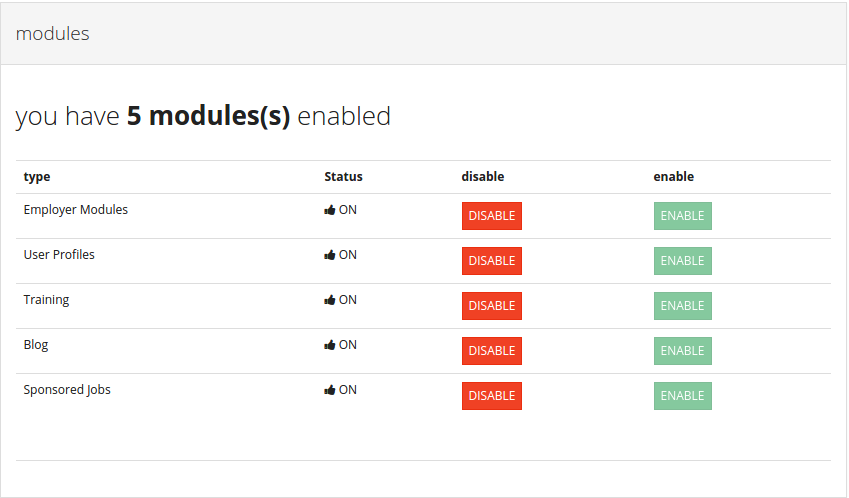 modules
you have 5 modules(s) enabled
type Status disable enable
Employer Modules ON DISABLE ENABLE
User Profiles ON DISABLE ENABLE
Training ON DISABLE ENABLE
Blog ON DISABLE ENABLE
Sponsored Jobs ON DISABLE ENABLE